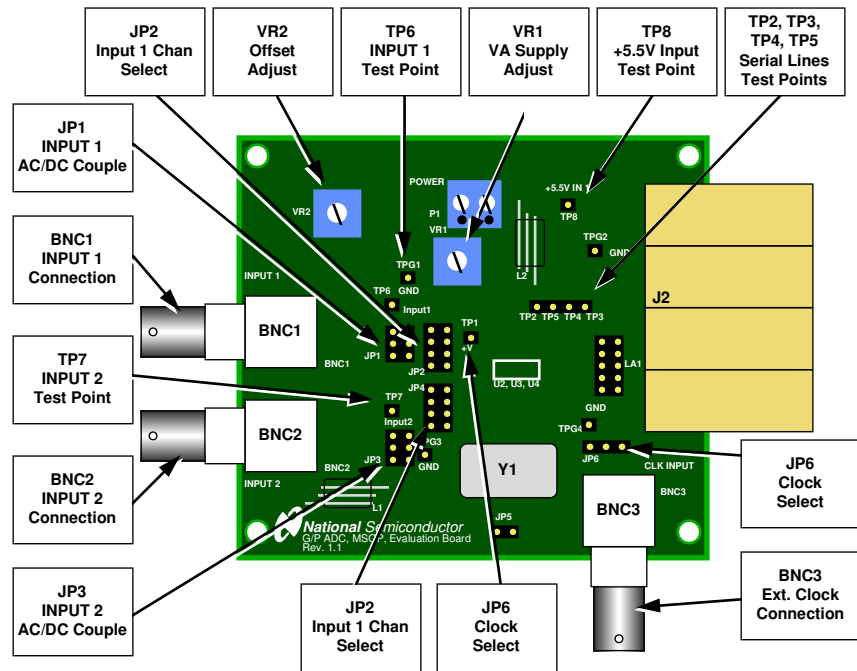 JP2
Input 1 Chan
Select
VR2
Offset
Adjust
TP6
INPUT 1
Test Point
VR1
VA Supply
Adjust
TP8
+5.5V Input
Test Point
TP2, TP3,
TP4, TP5
Serial Lines
Test Points
JP1
INPUT 1
AC/DC Couple
BNC1
INPUT 1
Connection
TP7
INPUT 2
Test Point
BNC2
INPUT 2
Connection
JP3
INPUT 2
AC/DC Couple
POWER
+5.5V IN 1
VR2
P1
TP8
VR1
TPG2
GND
TPG1
GND
L2
INPUT 1
J2
TP6
Input1
TP2 TP5 TP4 TP3
BNC1
TP1
+V
JP1
BNC1
JP2
LA1
JP4
U2, U3, U4
TP7
GND
Input2
TPG4
BNC2
PG3
JP6
JP3
GND
CLK INPUT
BNC2
Y1
INPUT 2
BNC3
L1
BNC3
JP5
National Semiconductor
G/P ADC, MSOP, Evaluation Board
Rev. 1.1
JP6
Clock
Select
BNC3
Ext. Clock
Connection
JP2
Input 1 Chan
Select
JP6
Clock
Select